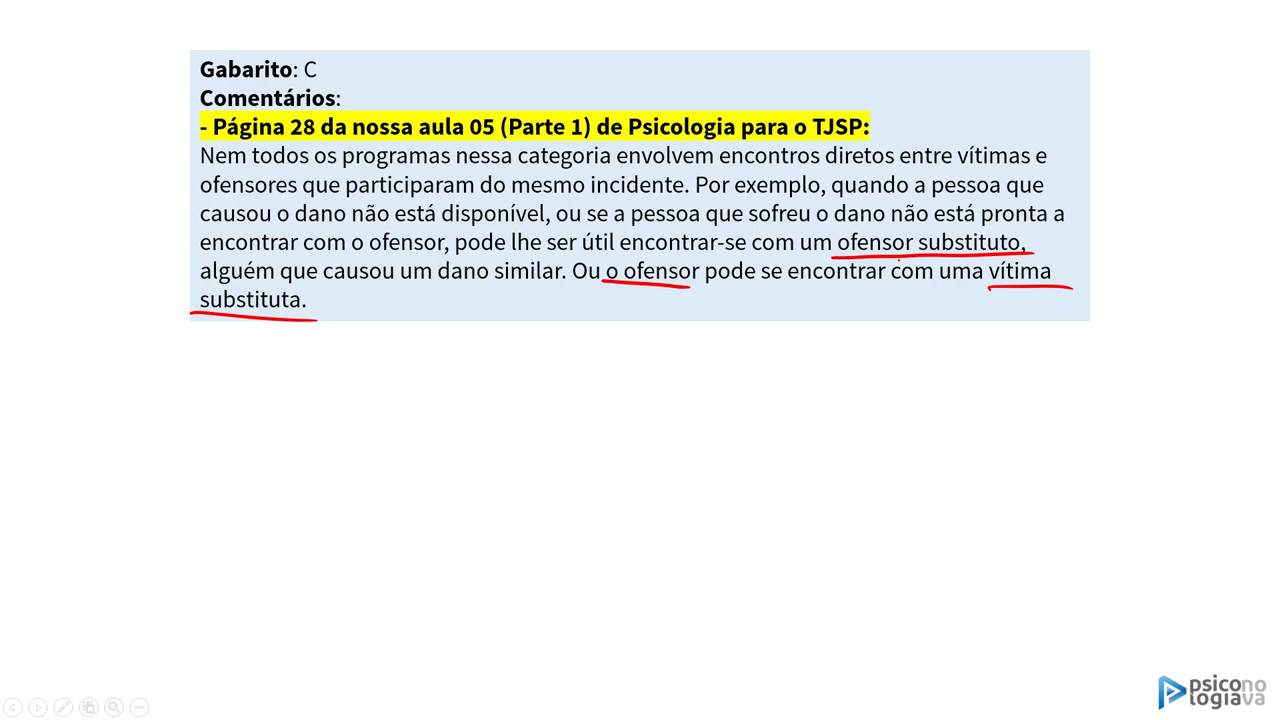 Gabarito: C
Comentários:
- Página 28 da nossa aula 05 (Parte 1) de Psicologia para o TJSP:
Nem todos os programas nessa categoria envolvem encontros diretos entre vítimas e
ofensores que participaram do mesmo incidente. Por exemplo, quando a pessoa que
causou o dano não está disponível, ou se a pessoa que sofreu o dano não está pronta a
encontrar com o ofensor, pode lhe ser útil encontrar-se com um ofensor substituto,
alguém que causou um dano similar. Ou o ofensor pode se encontrar com uma vítima
substituta.
psicono
logiava